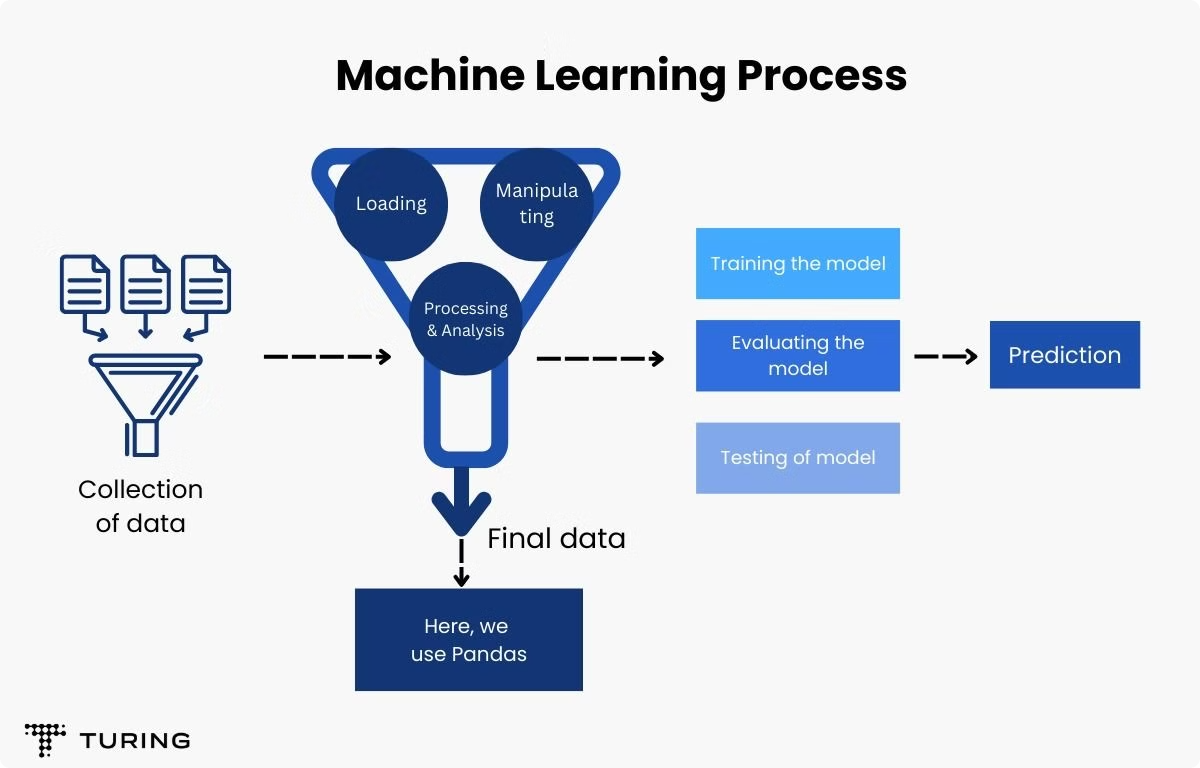 Machine Learning Process
Loading
Manipula
ting
Processing
& Analysis
Collection
of data
Training the model
Evaluating the
model
Testing of model
Prediction
Final data
Here, we
use Pandas
TURING